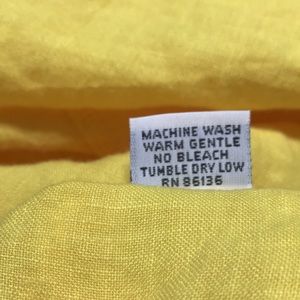 MACHINE WASH
WARM GENTLE
NO BLEACH
TUMBLE DRY LOW
RN 86136